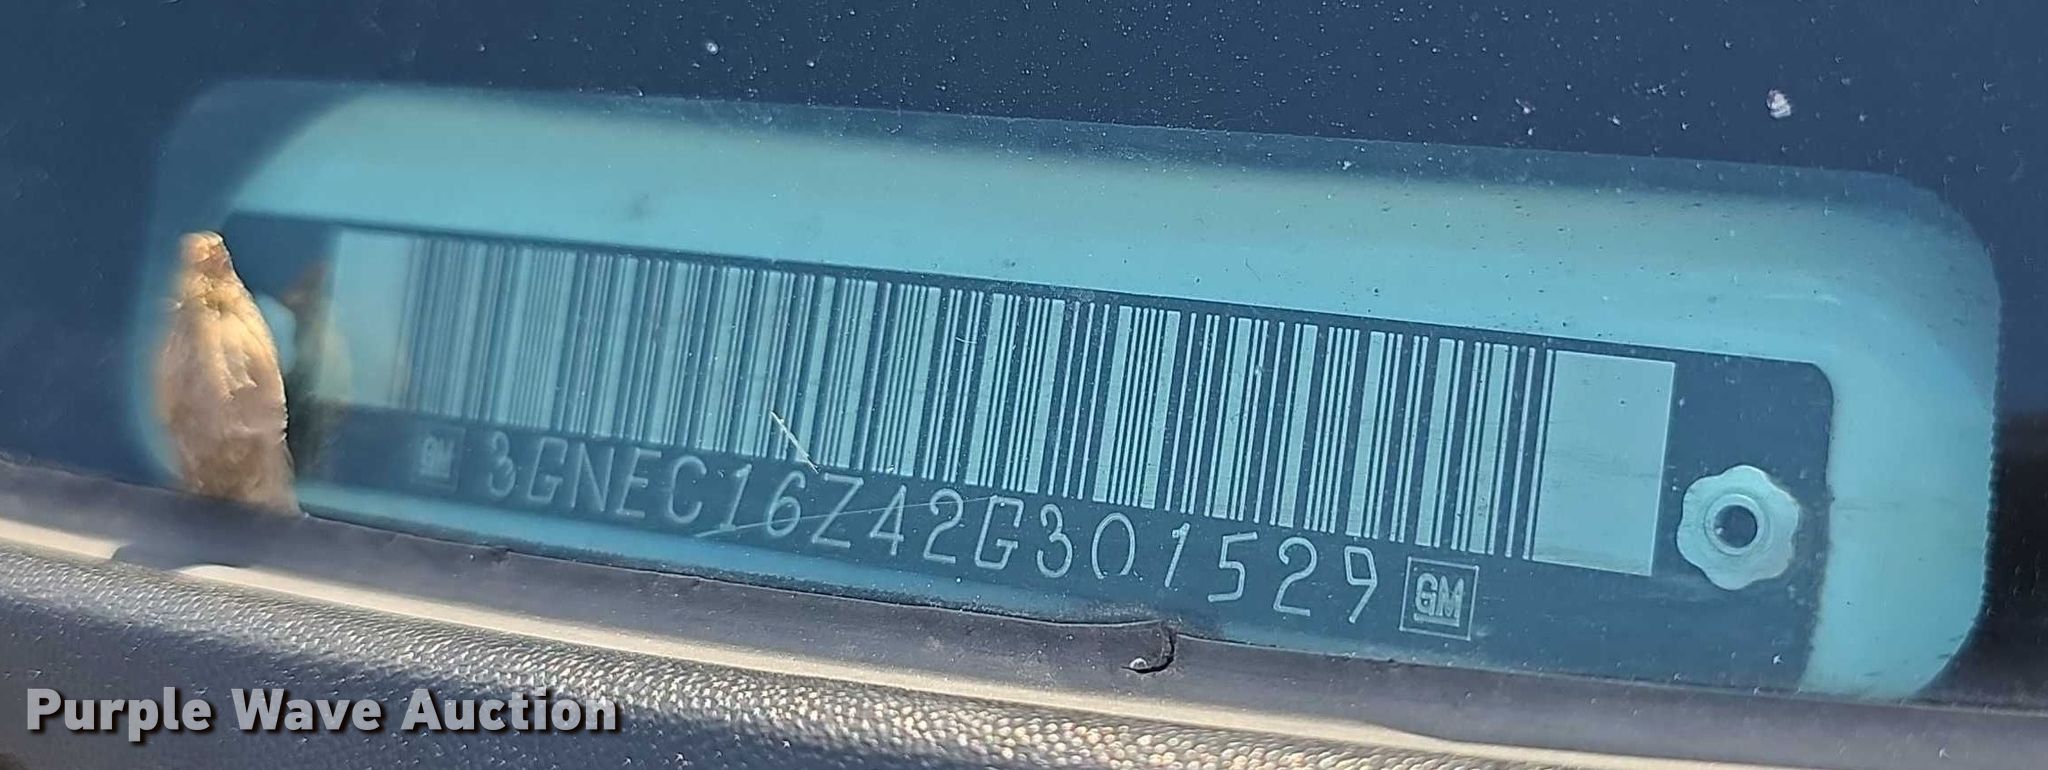 GM 3GNEC16Z42G301529 GM
Purple Wave Auction